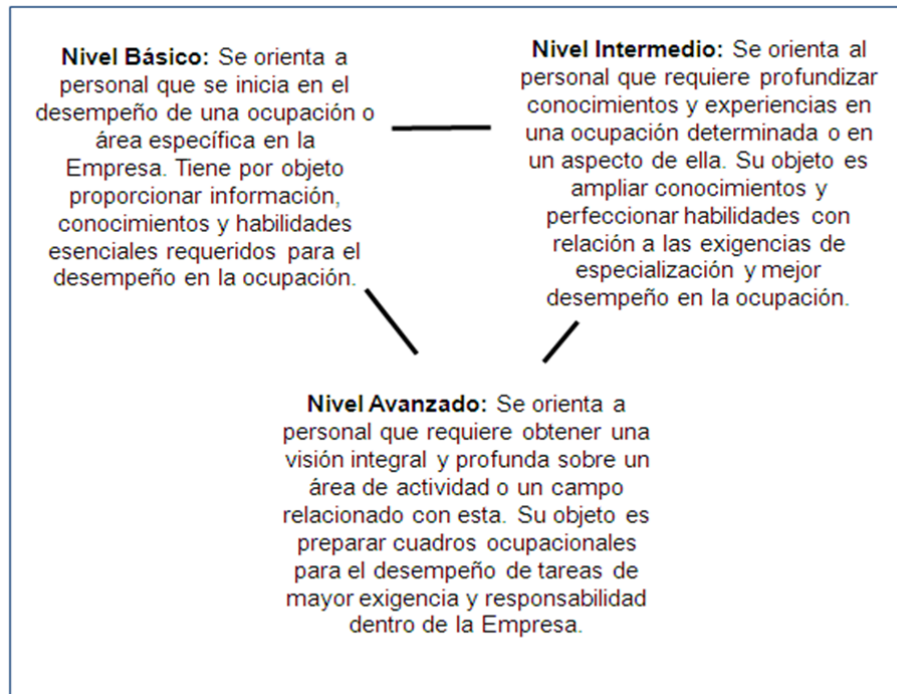 Nivel Básico: Se orienta a
personal que se inicia en el
desempeño de una ocupación o
área específica en la
Empresa. Tiene por objeto
proporcionar información,
conocimientos y habilidades
esenciales requeridos para el
desempeño en la ocupación.
Nivel Intermedio: Se orienta al
personal que requiere profundizar
conocimientos y experiencias en
una ocupación determinada o en
un aspecto de ella. Su objeto es
ampliar conocimientos y
perfeccionar habilidades con
relación a las exigencias de
especialización y mejor
desempeño en la ocupación.
Nivel Avanzado: Se orienta a
personal que requiere obtener una
visión integral y profunda sobre un
área de actividad o un campo
relacionado con esta. Su objeto es
preparar cuadros ocupacionales
para el desempeño de tareas de
mayor exigencia y responsabilidad
dentro de la Empresa.